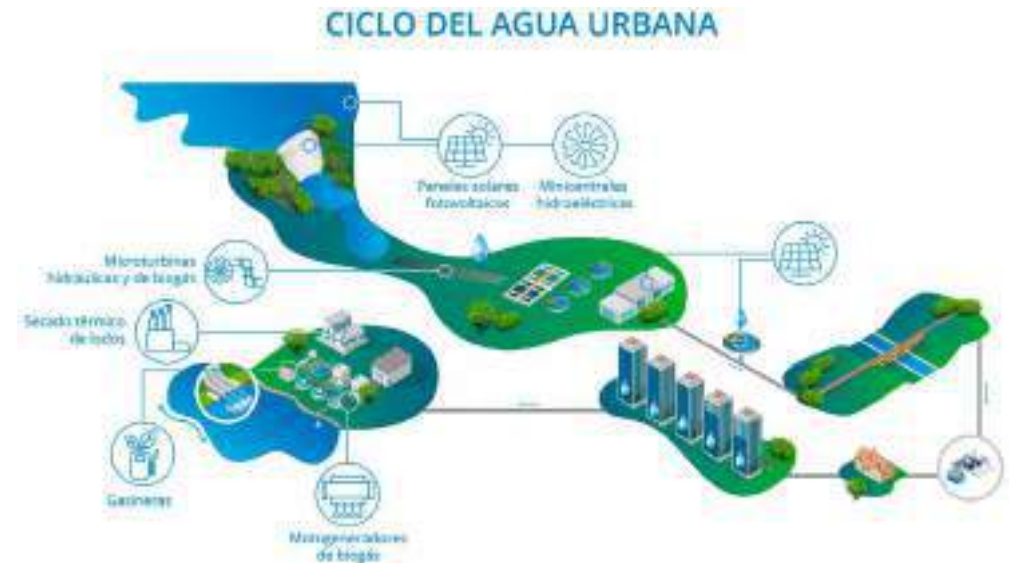 CICLO DEL AGUA URBANA
Paneles solares
fotovoltaicos
Minicentrales
hidroeléctricas
Microturbinas
hidráulicas y de biogás
Secado térmico
de lodos
Gasineras
Motogeneradores
de biogás